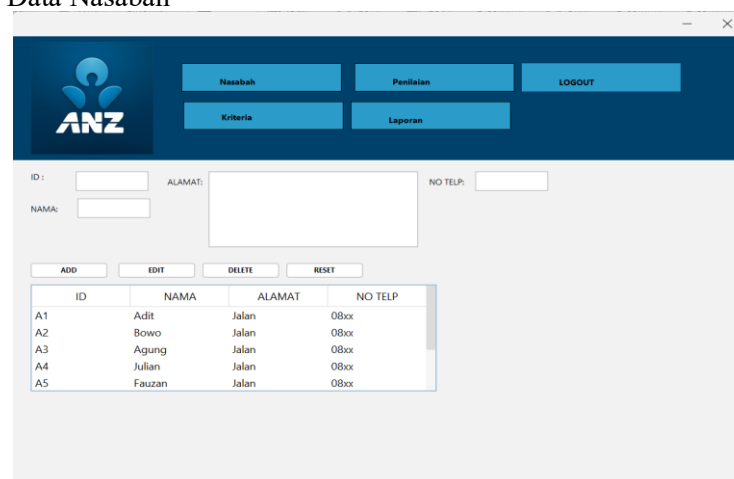 Data Nasabah
ANZ
Nasabah Penilaian LOGOUT
Kriteria Laporan
ID :
ALAMAT:
NO TELP:
NAMA:
ADD EDIT DELETE RESET
ID NAMA ALAMAT NO TELP
A1 Adit Jalan 08xx
A2 Bowo Jalan 08xx
A3 Agung Jalan 08xx
A4 Julian Jalan 08xx
A5 Fauzan Jalan 08xx